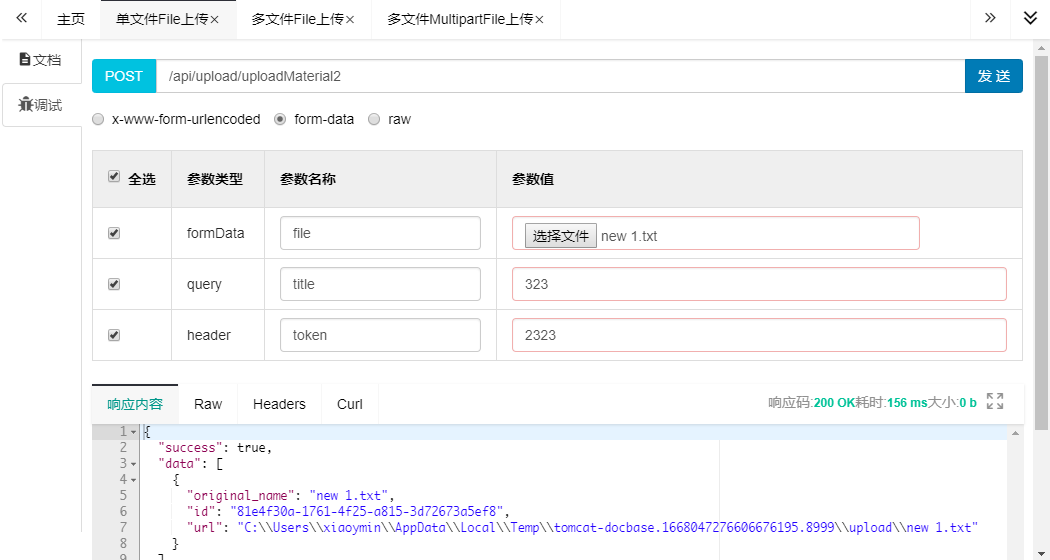 主页 单文件File上传× 多文件File上传× 多文件MultipartFile上传×
文档
调试
POST /api/upload/uploadMaterial2 发 送
x-www-form-urlencoded form-data raw
全选 参数类型 参数名称 参数值
formData file 选择文件 new 1.txt
query title 323
header token 2323
响应内容 Raw Headers Curl 响应码:200 OK耗时:156 ms大小:0 b
1 {
2 "success": true,
3 "data": [
4 {
5 "original_name": "new 1.txt",
6 "id": "81e4f30a-1761-4f25-a815-3d72673a5ef8",
7 "url": "C:\\Users\\xiaoymin\\AppData\\Local\\Temp\\tomcat-docbase.1668047276606676195.8999\\upload\\new 1.txt"
8 }
9 ]